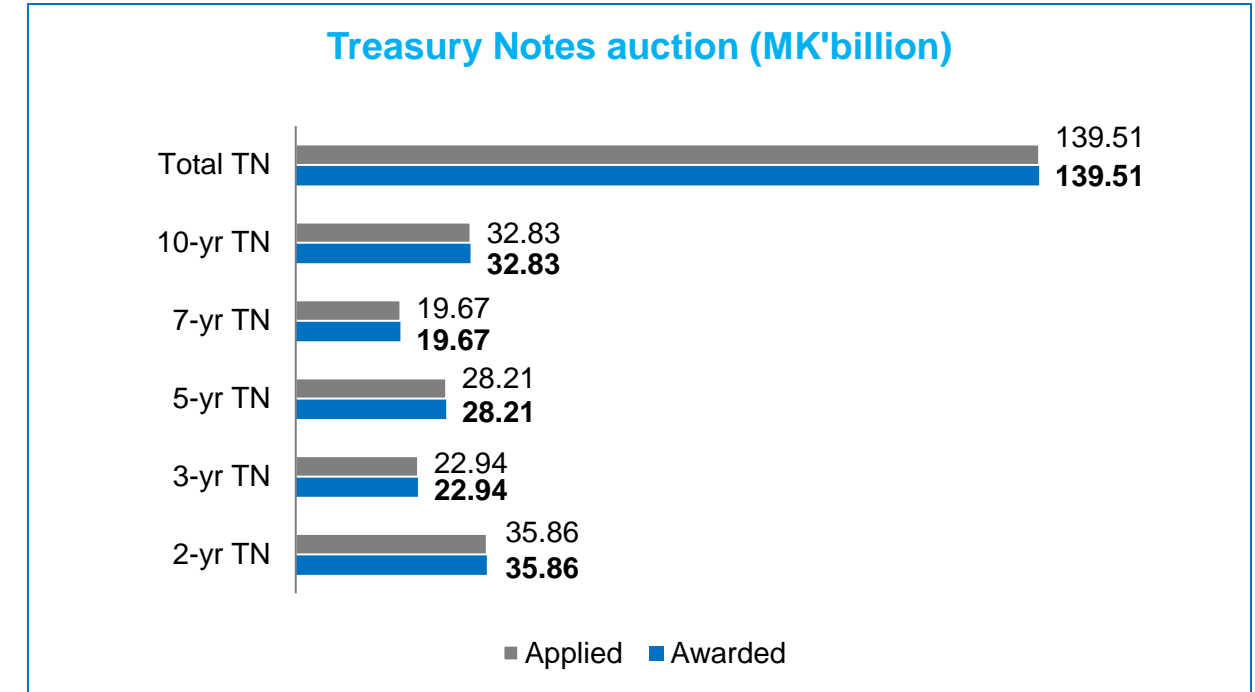 Treasury Notes auction (MK'billion)
Total TN
139.51
139.51
10-yr TN
32.83
32.83
7-yr TN
19.67
19.67
5-yr TN
28.21
28.21
3-yr TN
22.94
22.94
2-yr TN
35.86
35.86
Applied Awarded